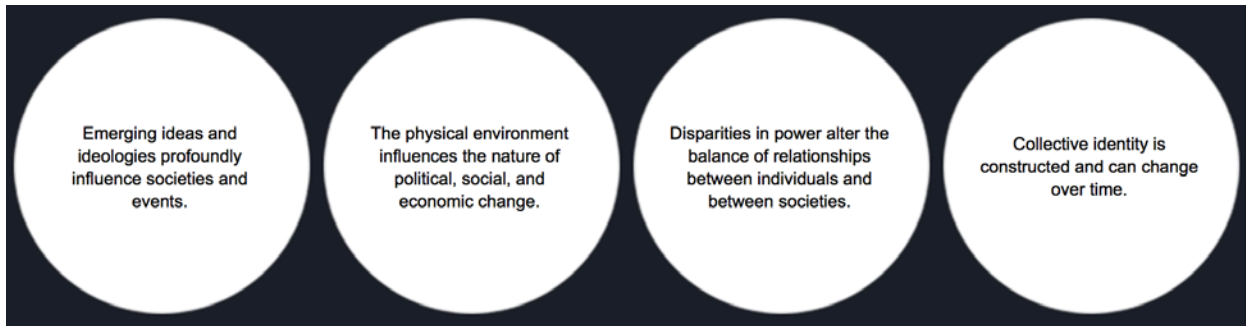 Emerging ideas and
ideologies profoundly
influence societies and
events.
The physical environment
influences the nature of
political, social, and
economic change.
Disparities in power alter the
balance of relationships
between individuals and
between societies.
Collective identity is
constructed and can change
over time.